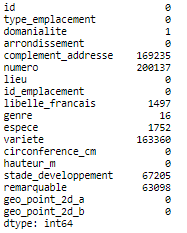 id 0
type_emplacement 0
domanialite 1
arrondissement 0
complement_addresse 169235
numero 200137
lieu 0
id_emplacement 0
libelle_francais 1497
genre 16
espece 1752
variete 163360
circonference_cm 0
hauteur_m 0
stade_developpement 67205
remarquable 63098
geo_point_2d_a 0
geo_point_2d_b 0
dtype: int64